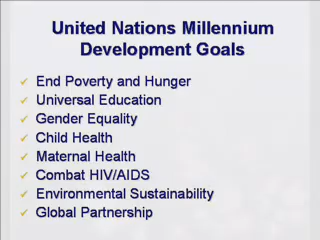 United Nations Millennium
Development Goals
End Poverty and Hunger
Universal Education
Gender Equality
Child Health
Maternal Health
Combat HIV/AIDS
Environmental Sustainability
Global Partnership